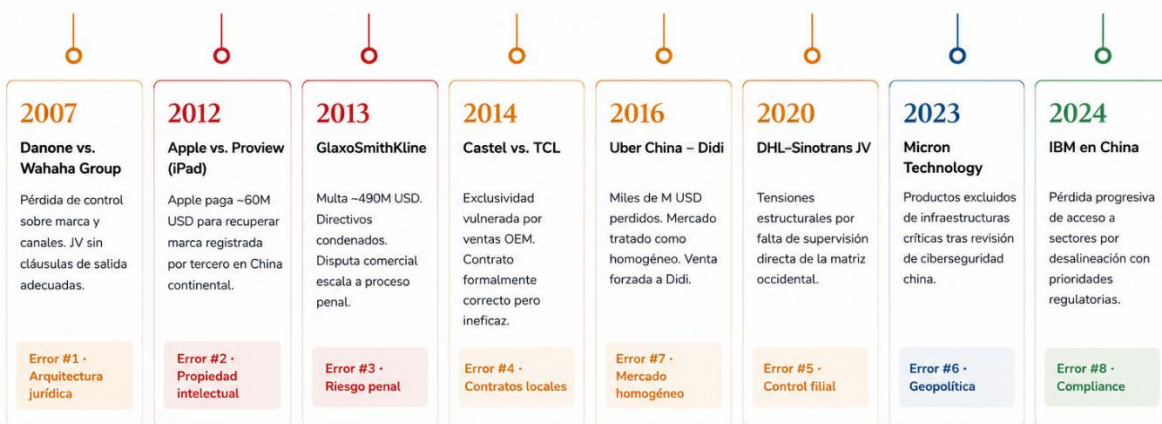 2007
Danone vs.
Wahaha Group
Pérdida de control
sobre marca y
canales. JV sin
cláusulas de salida
adecuadas.
Error #1 ·
Arquitectura
jurídica
2012
Apple vs. Proview
(iPad)
Apple paga ~60M
USD para recuperar
marca registrada
por tercero en China
continental.
Error #2 ·
Propiedad
intelectual
2013
GlaxoSmithKline
Multa ~490M USD.
Directivos
condenados.
Disputa comercial
escala a proceso
penal.
Error #3 ·
Riesgo penal
2014
Castel vs. TCL
Exclusividad
vulnerada por
ventas OEM.
Contrato
formalmente
correcto pero
ineficaz.
Error #4 ·
Contratos locales
2016
Uber China – Didi
Miles de M USD
perdidos. Mercado
tratado como
homogéneo. Venta
forzada a Didi.
Error #7 ·
Mercado
homogéneo
2020
DHL–Sinotrans JV
Tensiones
estructurales por
falta de supervisión
directa de la matriz
occidental.
Error #5 ·
Control filial
2023
Micron
Technology
Productos excluidos
de infraestructuras
críticas tras revisión
de ciberseguridad
china.
Error #6 ·
Geopolítica
2024
IBM en China
Pérdida progresiva
de acceso a
sectores por
desalineación con
prioridades
regulatorias.
Error #8 ·
Compliance